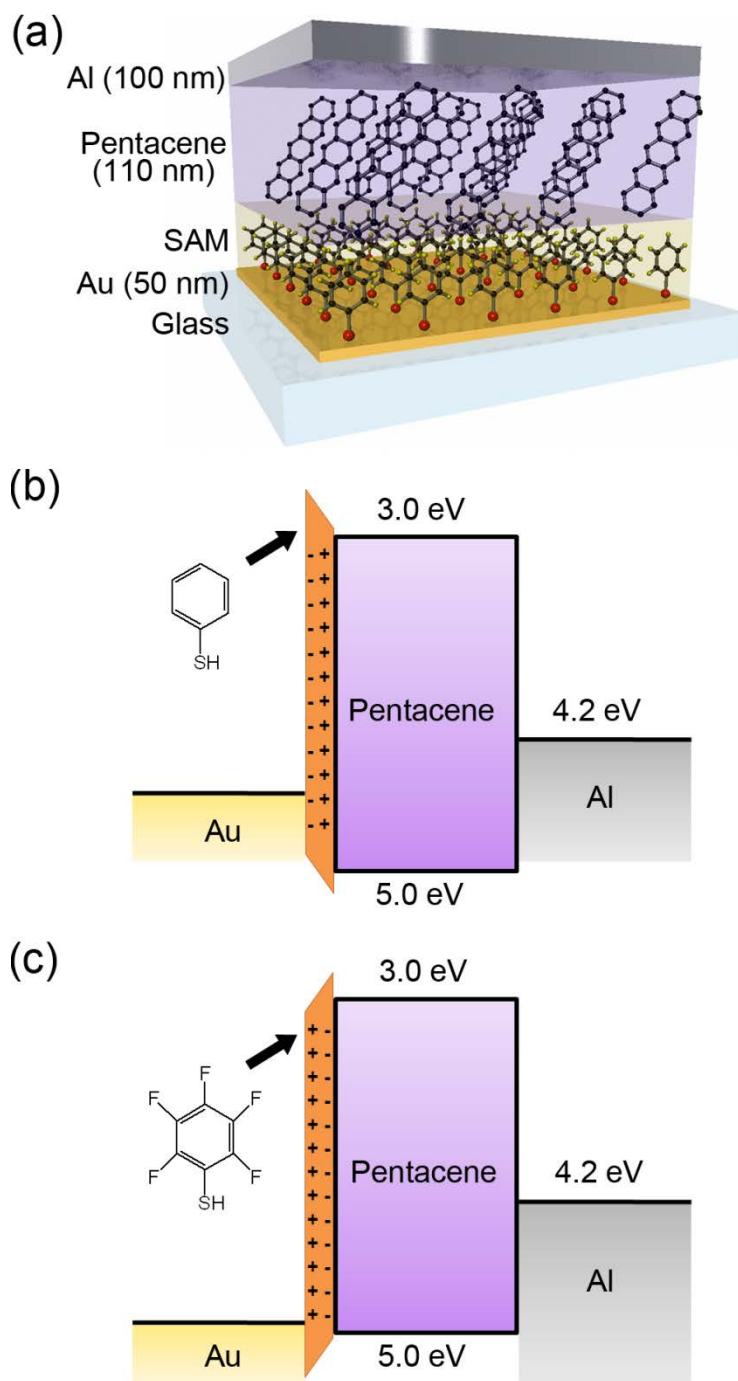 (a)
Al (100 nm)
Pentacene
(110 nm)
SAM
Au (50 nm)
Glass
(b)
3.0 eV
SH
- +
- +
- +
- +
- +
- +
- +
- +
- +
- +
- +
- +
Pentacene
4.2 eV
Al
Au
5.0 eV
(c)
3.0 eV
F
F
F
F
F
SH
+ -
+ -
+ -
+ -
+ -
+ -
+ -
+ -
+ -
+ -
+ -
+ -
+ -
Pentacene
4.2 eV
Al
Au
5.0 eV